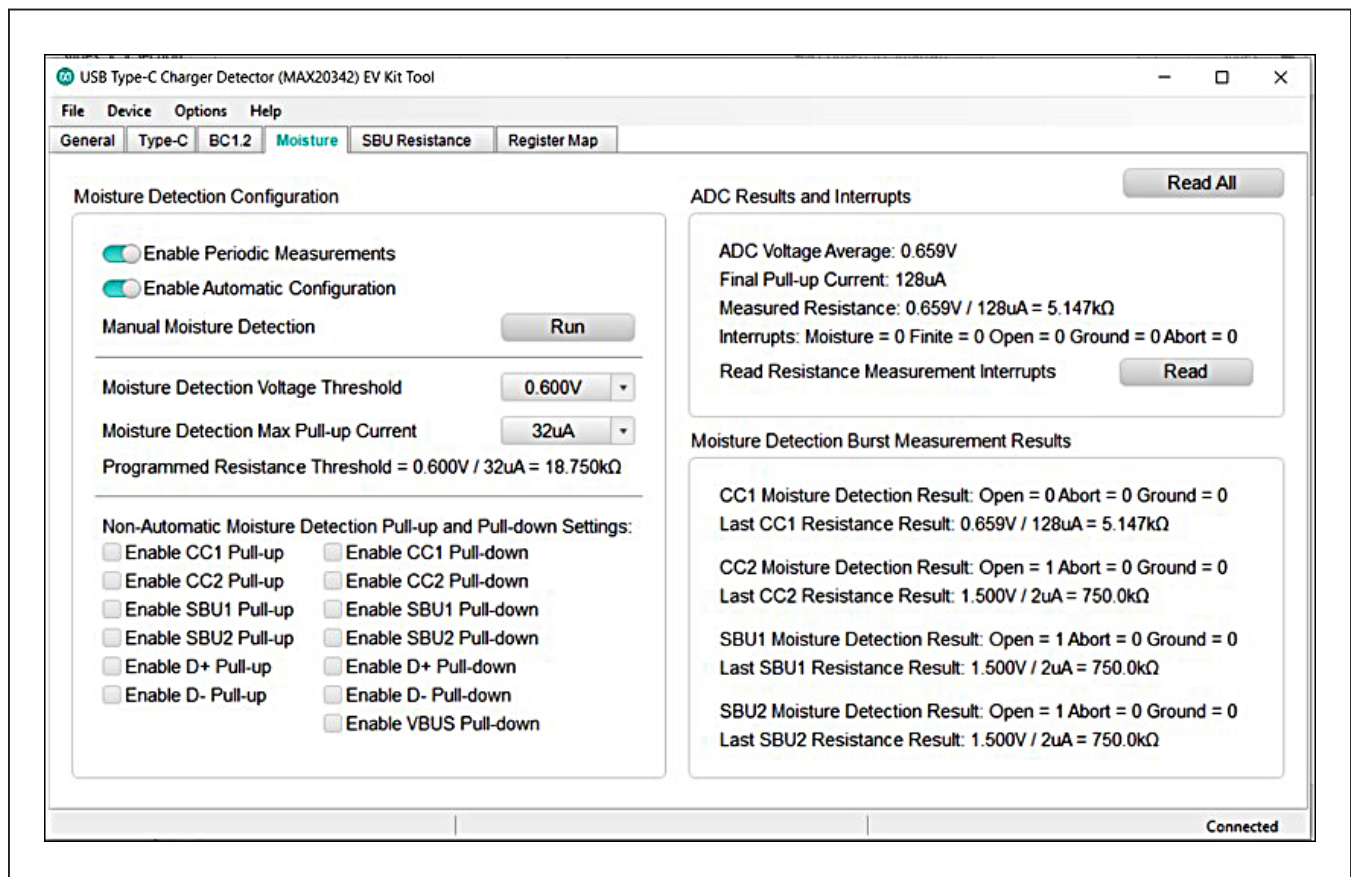 USB Type-C Charger Detector (MAX20342) EV Kit Tool
File Device Options Help
General Type-C BC1.2 Moisture SBU Resistance Register Map
Read All
Moisture Detection Configuration
Enable Periodic Measurements
Enable Automatic Configuration
Manual Moisture Detection Run
Moisture Detection Voltage Threshold 0.600V
Moisture Detection Max Pull-up Current 32uA
Programmed Resistance Threshold = 0.600V / 32uA = 18.750kΩ
Non-Automatic Moisture Detection Pull-up and Pull-down Settings:
Enable CC1 Pull-up Enable CC1 Pull-down
Enable CC2 Pull-up Enable CC2 Pull-down
Enable SBU1 Pull-up Enable SBU1 Pull-down
Enable SBU2 Pull-up Enable SBU2 Pull-down
Enable D+ Pull-up Enable D+ Pull-down
Enable D- Pull-up Enable D- Pull-down
Enable VBUS Pull-down
ADC Results and Interrupts
ADC Voltage Average: 0.659V
Final Pull-up Current: 128uA
Measured Resistance: 0.659V / 128uA = 5.147kΩ
Interrupts: Moisture = 0 Finite = 0 Open = 0 Ground = 0 Abort = 0
Read Resistance Measurement Interrupts Read
Moisture Detection Burst Measurement Results
CC1 Moisture Detection Result: Open = 0 Abort = 0 Ground = 0
Last CC1 Resistance Result: 0.659V / 128uA = 5.147kΩ
CC2 Moisture Detection Result: Open = 1 Abort = 0 Ground = 0
Last CC2 Resistance Result: 1.500V / 2uA = 750.0kΩ
SBU1 Moisture Detection Result: Open = 1 Abort = 0 Ground = 0
Last SBU1 Resistance Result: 1.500V / 2uA = 750.0kΩ
SBU2 Moisture Detection Result: Open = 1 Abort = 0 Ground = 0
Last SBU2 Resistance Result: 1.500V / 2uA = 750.0kΩ
Connected